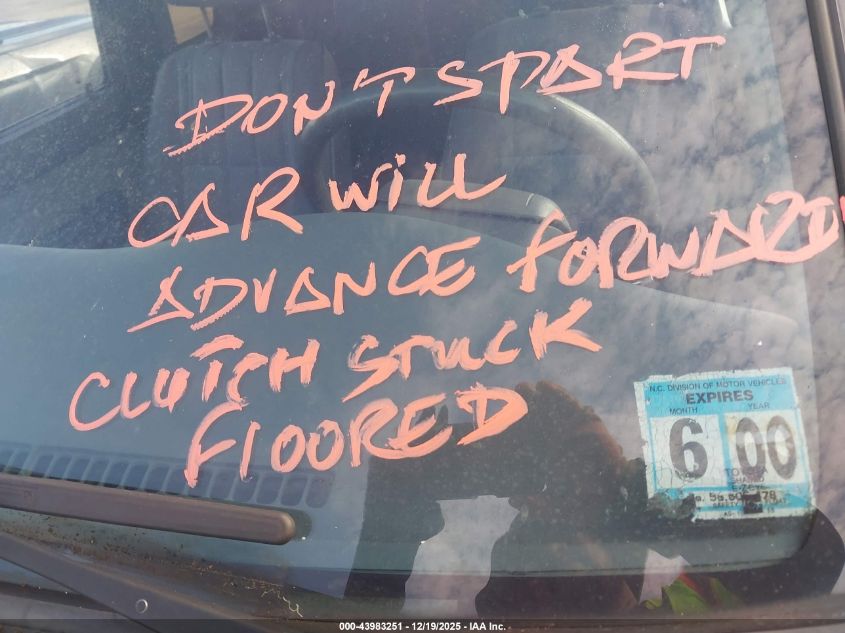 DON'T START
CAR WILL
ADVANCE FORWARD
CLUTCH STUCK
FlOORED
N.C. DIVISION OF MOTOR VEHICLES
EXPIRES
MONTH YEAR
6 00
000-43983251 - 12/19/2025 - IAA Inc.